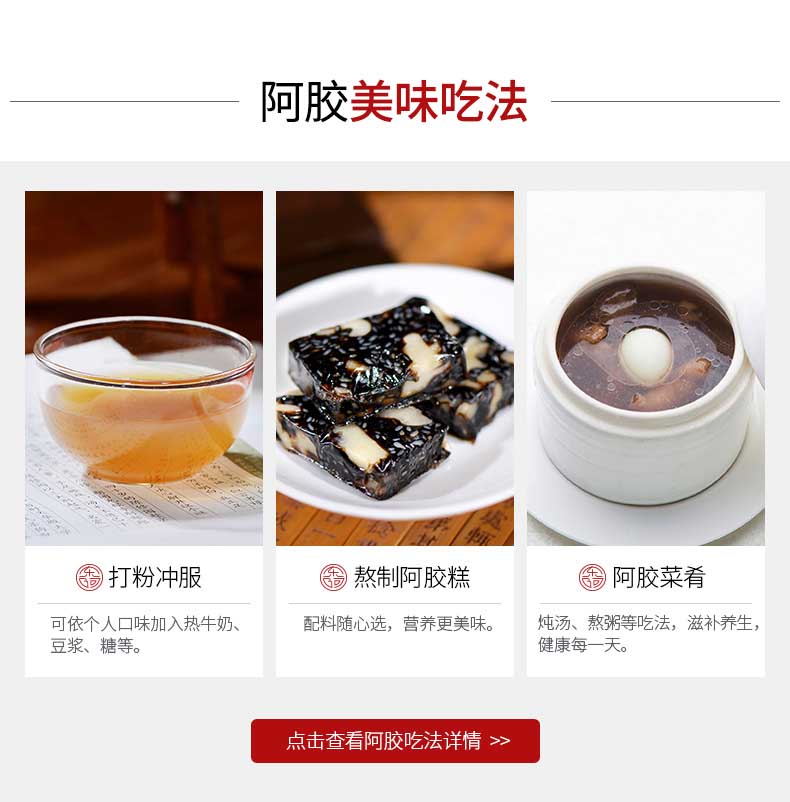 阿胶美味吃法
打粉冲服
可依个人口味加入热牛奶、
豆浆、糖等。
熬制阿胶糕
配料随心选，营养更美味。
阿胶菜肴
炖汤、熬粥等吃法，滋补养生，
健康每一天。
点击查看阿胶吃法详情 >>